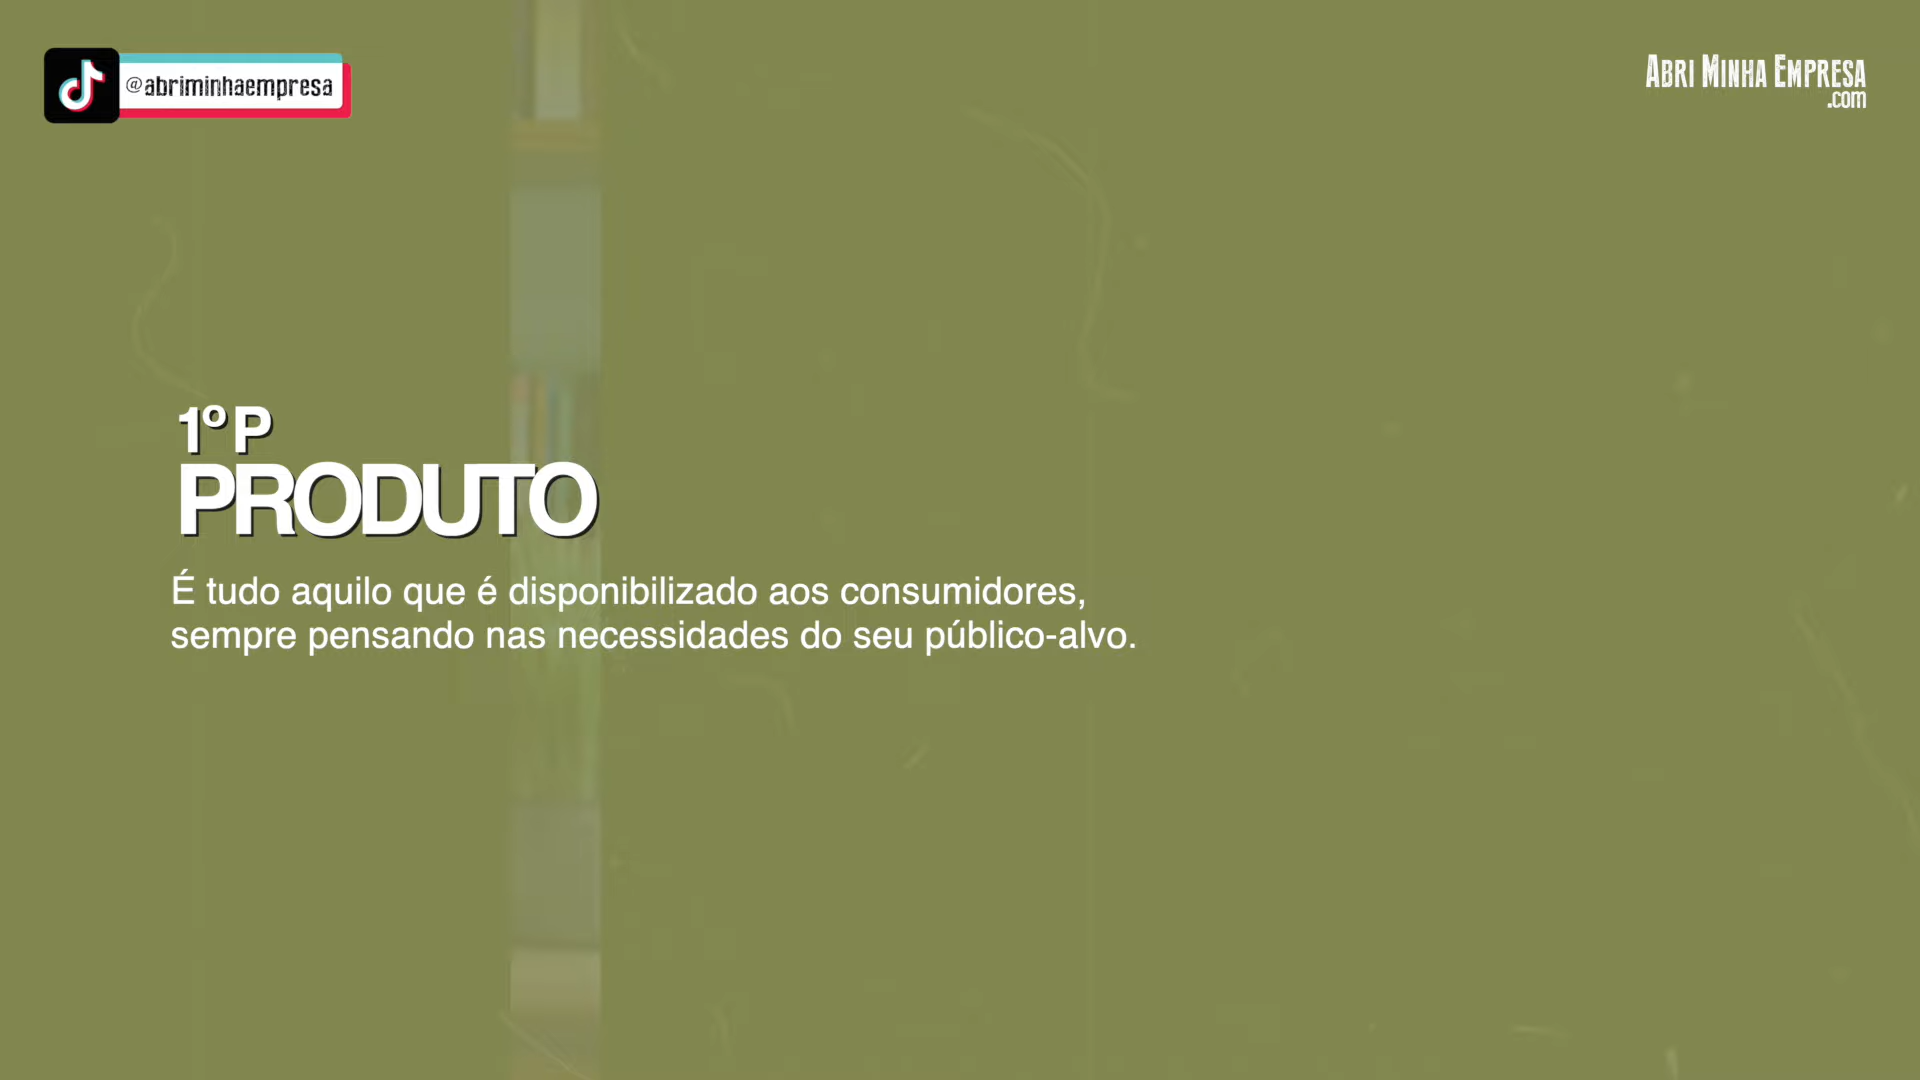 @abriminhaempresa
ABRI MINHA EMPRESA
.com
1º P
PRODUTO
É tudo aquilo que é disponibilizado aos consumidores,
sempre pensando nas necessidades do seu público-alvo.